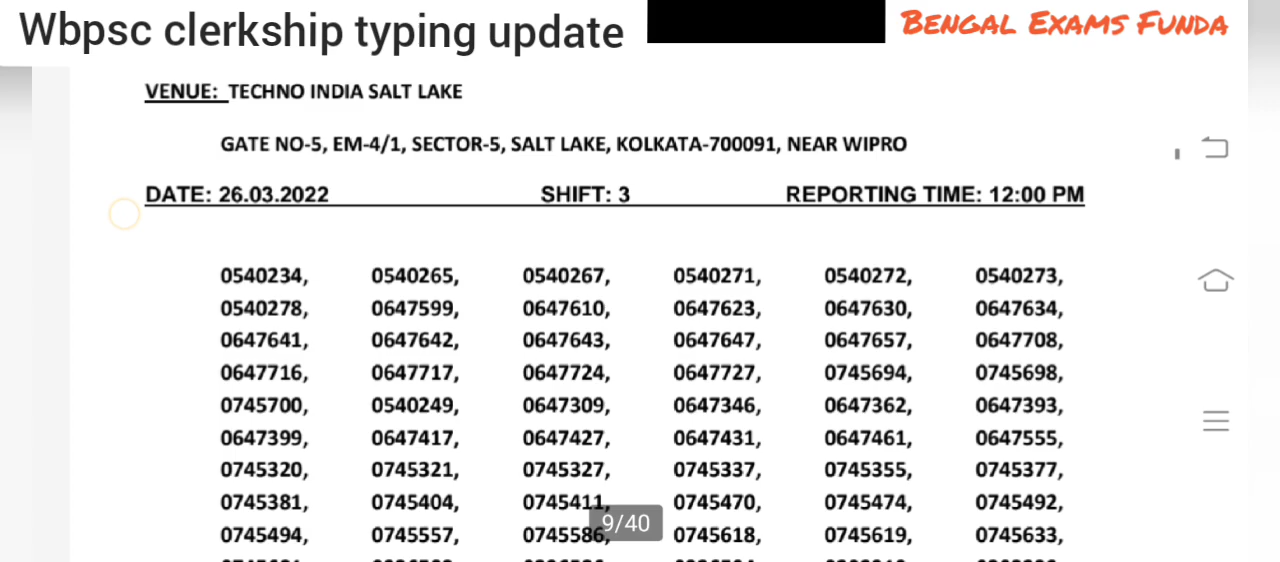 Wbpsc clerkship typing update
BENGAL EXAMS FUNDA
VENUE: TECHNO INDIA SALT LAKE
GATE NO-5, EM-4/1, SECTOR-5, SALT LAKE, KOLKATA-700091, NEAR WIPRO
DATE: 26.03.2022 SHIFT: 3 REPORTING TIME: 12:00 PM
0540234, 0540265, 0540267, 0540271, 0540272, 0540273,
0540278, 0647599, 0647610, 0647623, 0647630, 0647634,
0647641, 0647642, 0647643, 0647647, 0647657, 0647708,
0647716, 0647717, 0647724, 0647727, 0745694, 0745698,
0745700, 0540249, 0647309, 0647346, 0647362, 0647393,
0647399, 0647417, 0647427, 0647431, 0647461, 0647555,
0745320, 0745321, 0745327, 0745337, 0745355, 0745377,
0745381, 0745404, 0745411, 0745470, 0745474, 0745492,
9/40
0745494, 0745557, 0745586, 0745618, 0745619, 0745633,